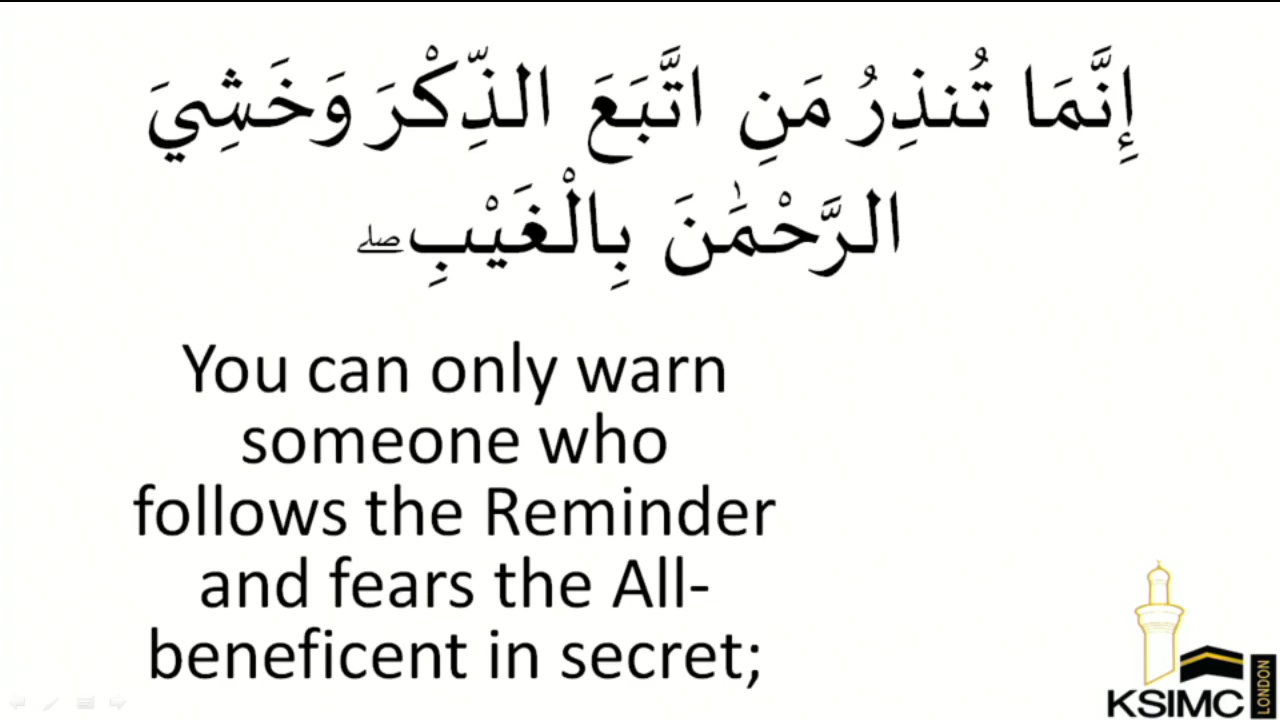 إِنَّمَا تُنذِرُ مَنِ اتَّبَعَ الذِّكْرَ وَخَشِيَ
الرَّحْمَٰنَ بِالْغَيْبِ ۖ
You can only warn
someone who
follows the Reminder
and fears the All-
beneficent in secret;
KSIMC
LONDON